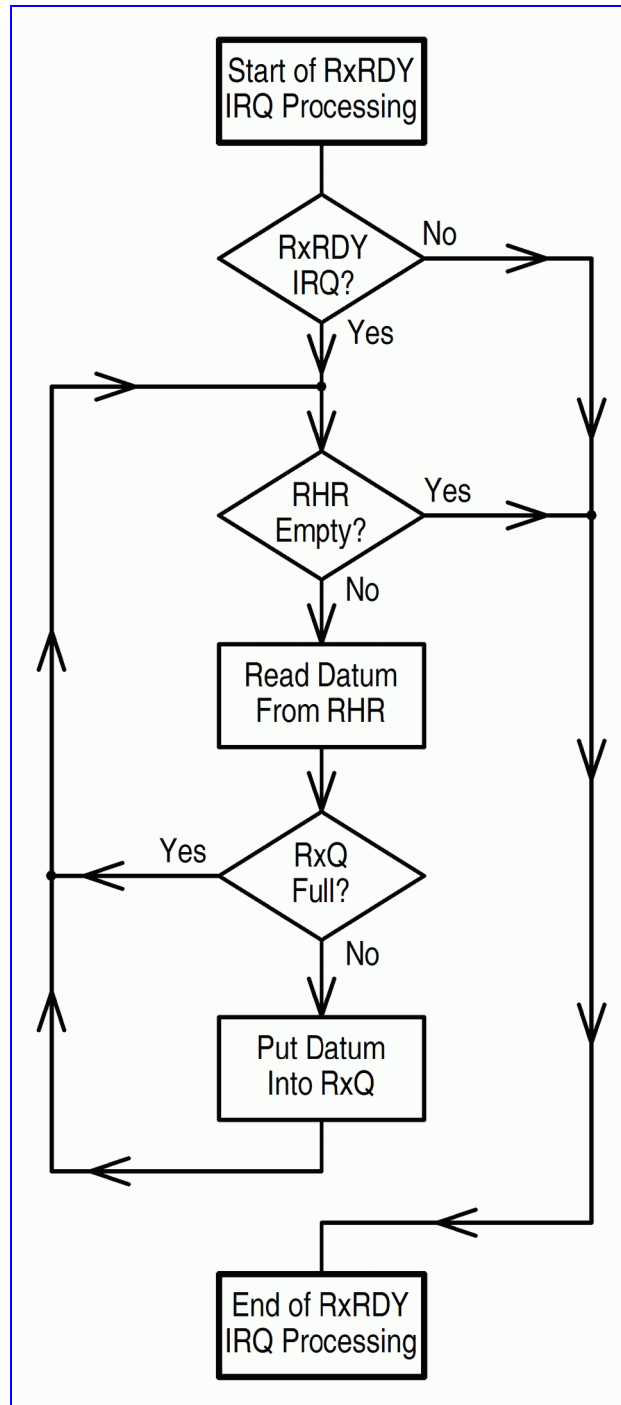 Start of RxRDY
IRQ Processing
RxRDY
IRQ?
No
Yes
RHR
Empty?
Yes
No
Read Datum
From RHR
Yes
RxQ
Full?
No
Put Datum
Into RxQ
End of RxRDY
IRQ Processing